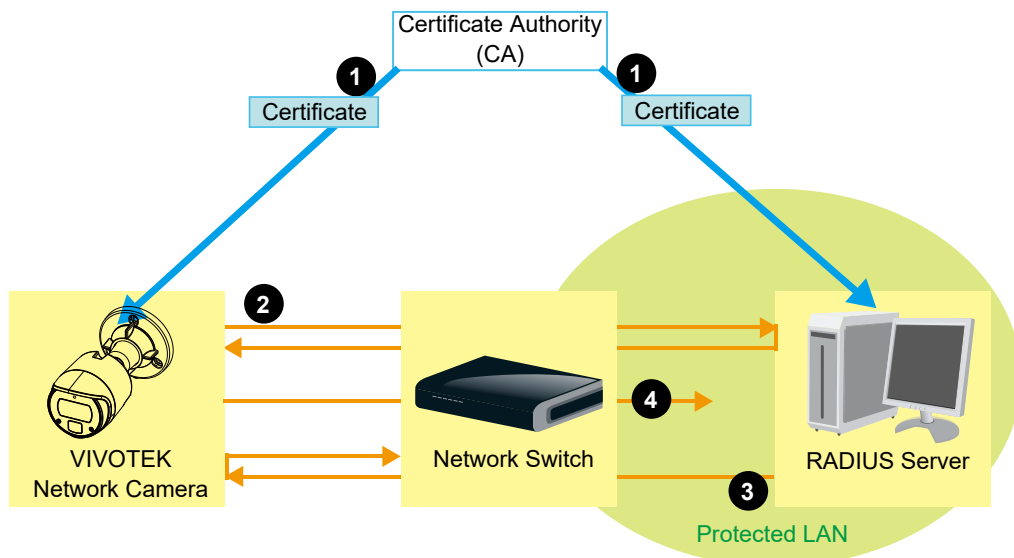 Certificate Authority
(CA)
1
1
Certificate
Certificate
2
4
VIVOTEK
Network Camera
Network Switch
RADIUS Server
3
Protected LAN